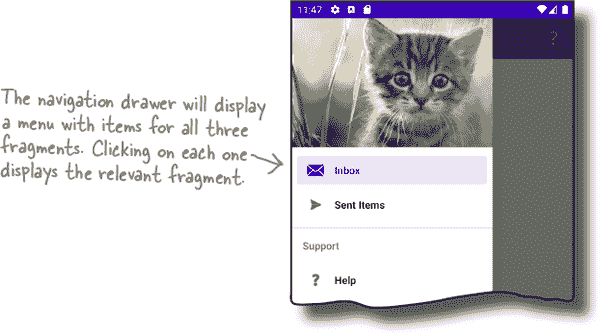 The navigation drawer will display
a menu with items for all three
fragments. Clicking on each one
displays the relevant fragment.
11:47
?
Inbox
Sent Items
Support
? Help